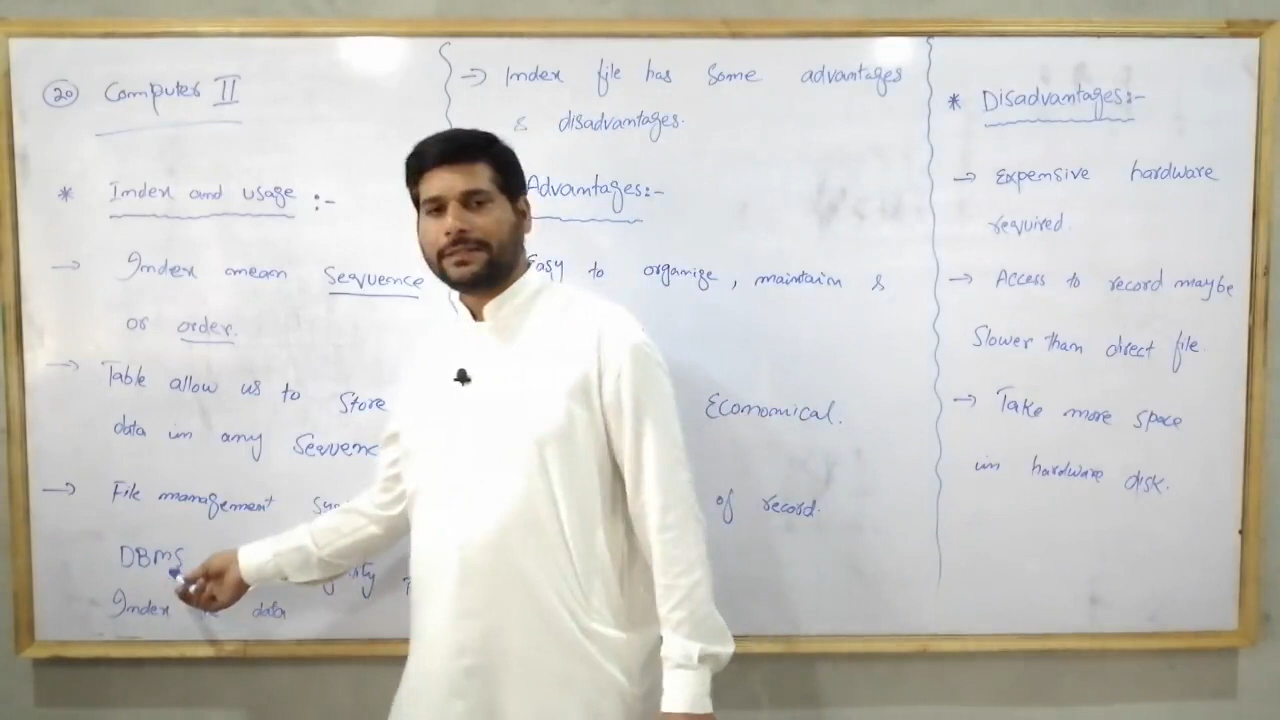 20 Computer II
* Index and usage :-
→ Index mean Sequence
or order.
→ Table allow us to Store
data in any Sequenc
→ File management
DBMS
Index data
→ Index file has some advantages
& disadvantages.
Advantages:-
Easy to organize, maintain &
Economical.
of record.
* Disadvantages:-
→ Expensive hardware
required.
→ Access to record maybe
Slower than direct file.
→ Take more space
in hardware disk.